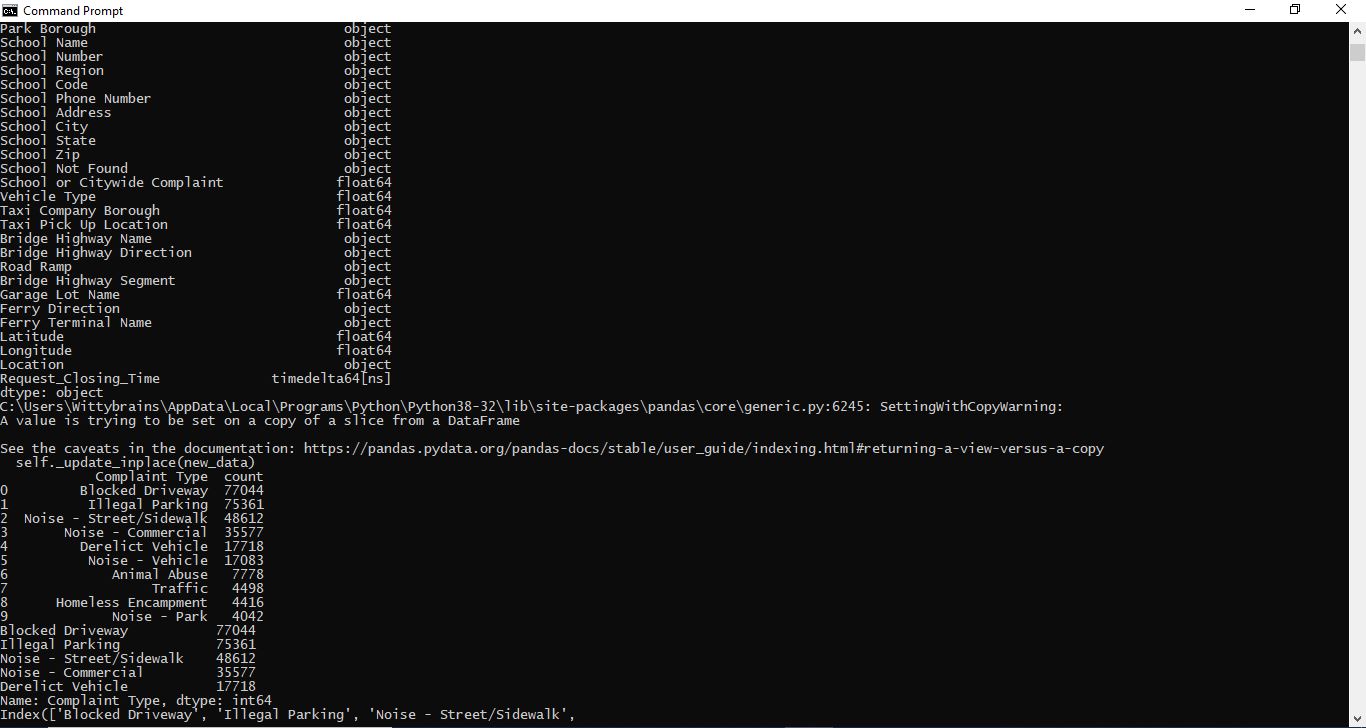 Command Prompt
Park Borough object
School Name object
School Number object
School Region object
School Code object
School Phone Number object
School Address object
School City object
School State object
School Zip object
School Not Found object
School or Citywide Complaint float64
Vehicle Type float64
Taxi Company Borough float64
Taxi Pick Up Location float64
Bridge Highway Name object
Bridge Highway Direction object
Road Ramp object
Bridge Highway Segment object
Garage Lot Name float64
Ferry Direction object
Ferry Terminal Name object
Latitude float64
Longitude float64
Location object
Request_Closing_Time timedelta64[ns]
dtype: object
C:\Users\Wittybrains\AppData\Local\Programs\Python\Python38-32\lib\site-packages\pandas\core\generic.py:6245: SettingWithCopyWarning:
A value is trying to be set on a copy of a slice from a DataFrame
See the caveats in the documentation: https://pandas.pydata.org/pandas-docs/stable/user_guide/indexing.html#returning-a-view-versus-a-copy
self._update_inplace(new_data)
Complaint Type count
0 Blocked Driveway 77044
1 Illegal Parking 75361
2 Noise - Street/Sidewalk 48612
3 Noise - Commercial 35577
4 Derelict Vehicle 17718
5 Noise - Vehicle 17083
6 Animal Abuse 7778
7 Traffic 4498
8 Homeless Encampment 4416
9 Noise - Park 4042
Blocked Driveway 77044
Illegal Parking 75361
Noise - Street/Sidewalk 48612
Noise - Commercial 35577
Derelict Vehicle 17718
Name: Complaint Type, dtype: int64
Index(['Blocked Driveway', 'Illegal Parking', 'Noise - Street/Sidewalk',